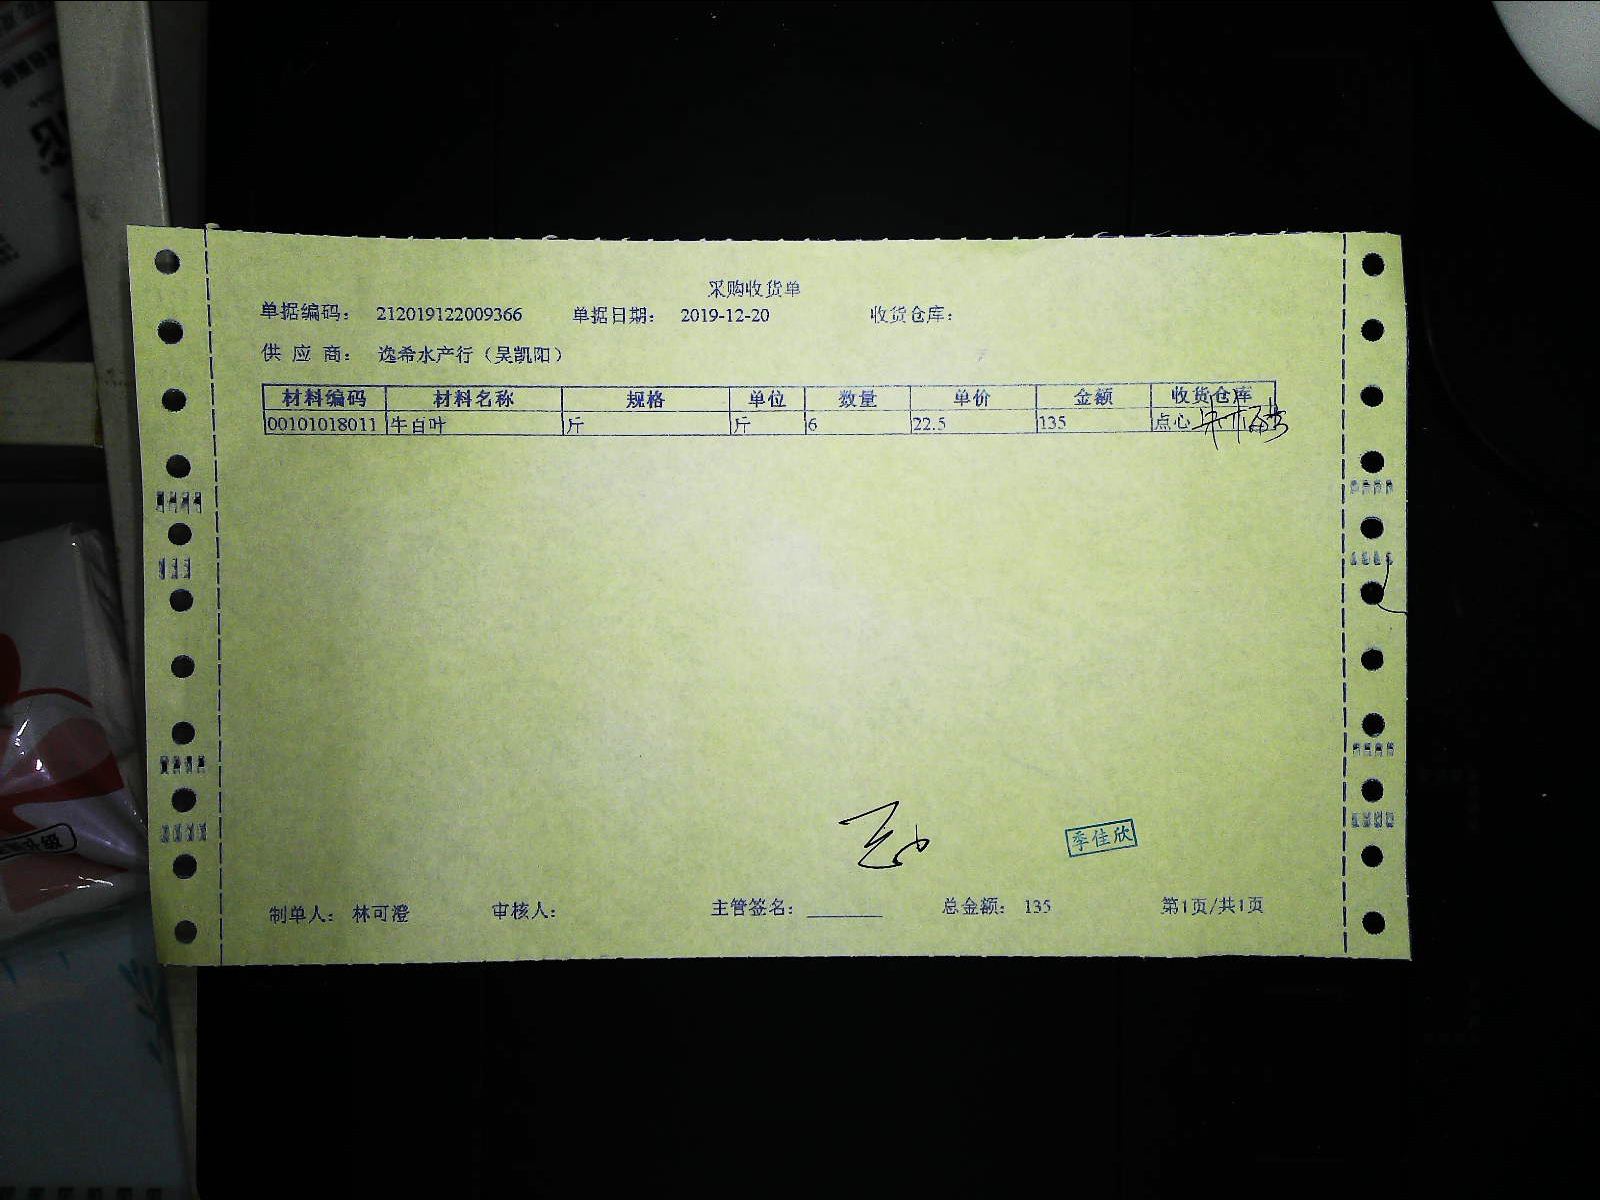 采购收货单
单据编码： 212019122009366 单据日期： 2019-12-20 收货仓库：
供 应 商： 逸希水产行（吴凯阳）
材料编码 材料名称 规格 单位 数量 单价 金额 收货仓库
00101018011 牛百叶 斤 斤 6 22.5 135 点心
季佳欣
制单人： 林可澄 审核人： 主管签名： 总金额： 135 第1页/共1页